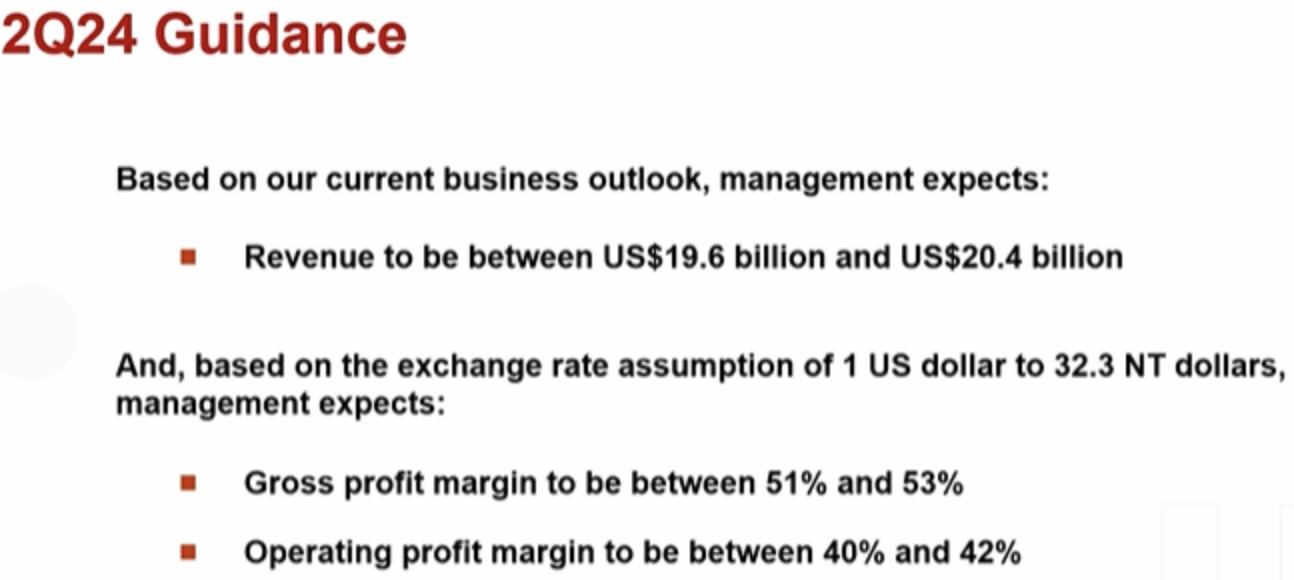 2Q24 Guidance
Based on our current business outlook, management expects:
Revenue to be between US$19.6 billion and US$20.4 billion
And, based on the exchange rate assumption of 1 US dollar to 32.3 NT dollars,
management expects:
Gross profit margin to be between 51% and 53%
Operating profit margin to be between 40% and 42%